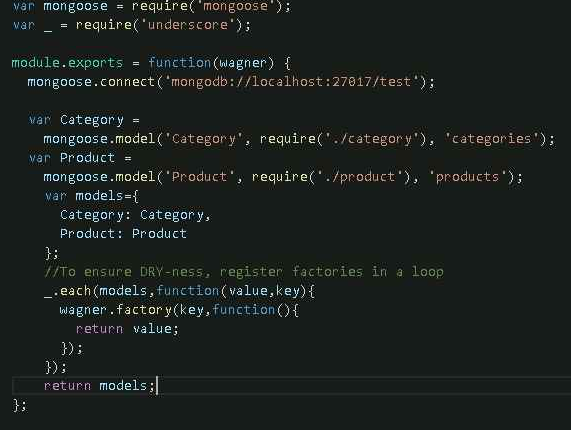 var mongoose = require('mongoose');
var _ = require('underscore');
module.exports = function(wagner) {
mongoose.connect('mongodb://localhost:27017/test');
var Category =
mongoose.model('Category', require('./category'), 'categories');
var Product =
mongoose.model('Product', require('./product'), 'products');
var models={
Category: Category,
Product: Product
};
//To ensure DRY-ness, register factories in a loop
_.each(models,function(value,key){
wagner.factory(key,function(){
return value;
});
});
return models;
};